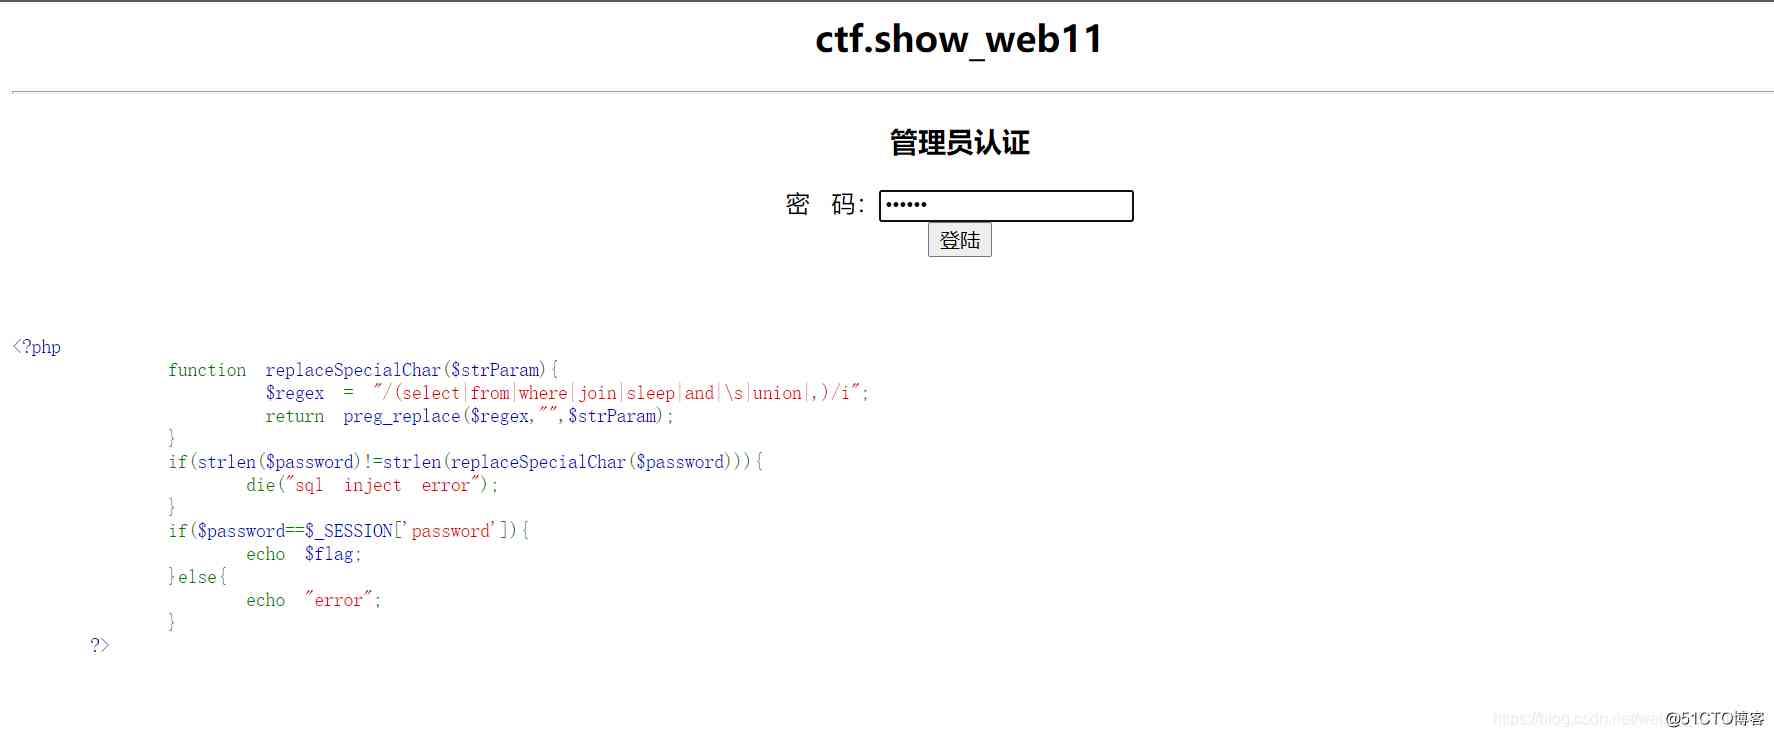 ctf.show_web11
管理员认证
密 码：••••••
登陆
<?php
function replaceSpecialChar($strParam){
$regex = "/(select|from|where|join|sleep|and|\s|union|,)/i";
return preg_replace($regex,"",$strParam);
}
if(strlen($password)!=strlen(replaceSpecialChar($password))){
die("sql inject error");
}
if($password==$_SESSION['password']){
echo $flag;
}else{
echo "error";
}
?>
https://blog.csdn.net/we
@51CTO博客